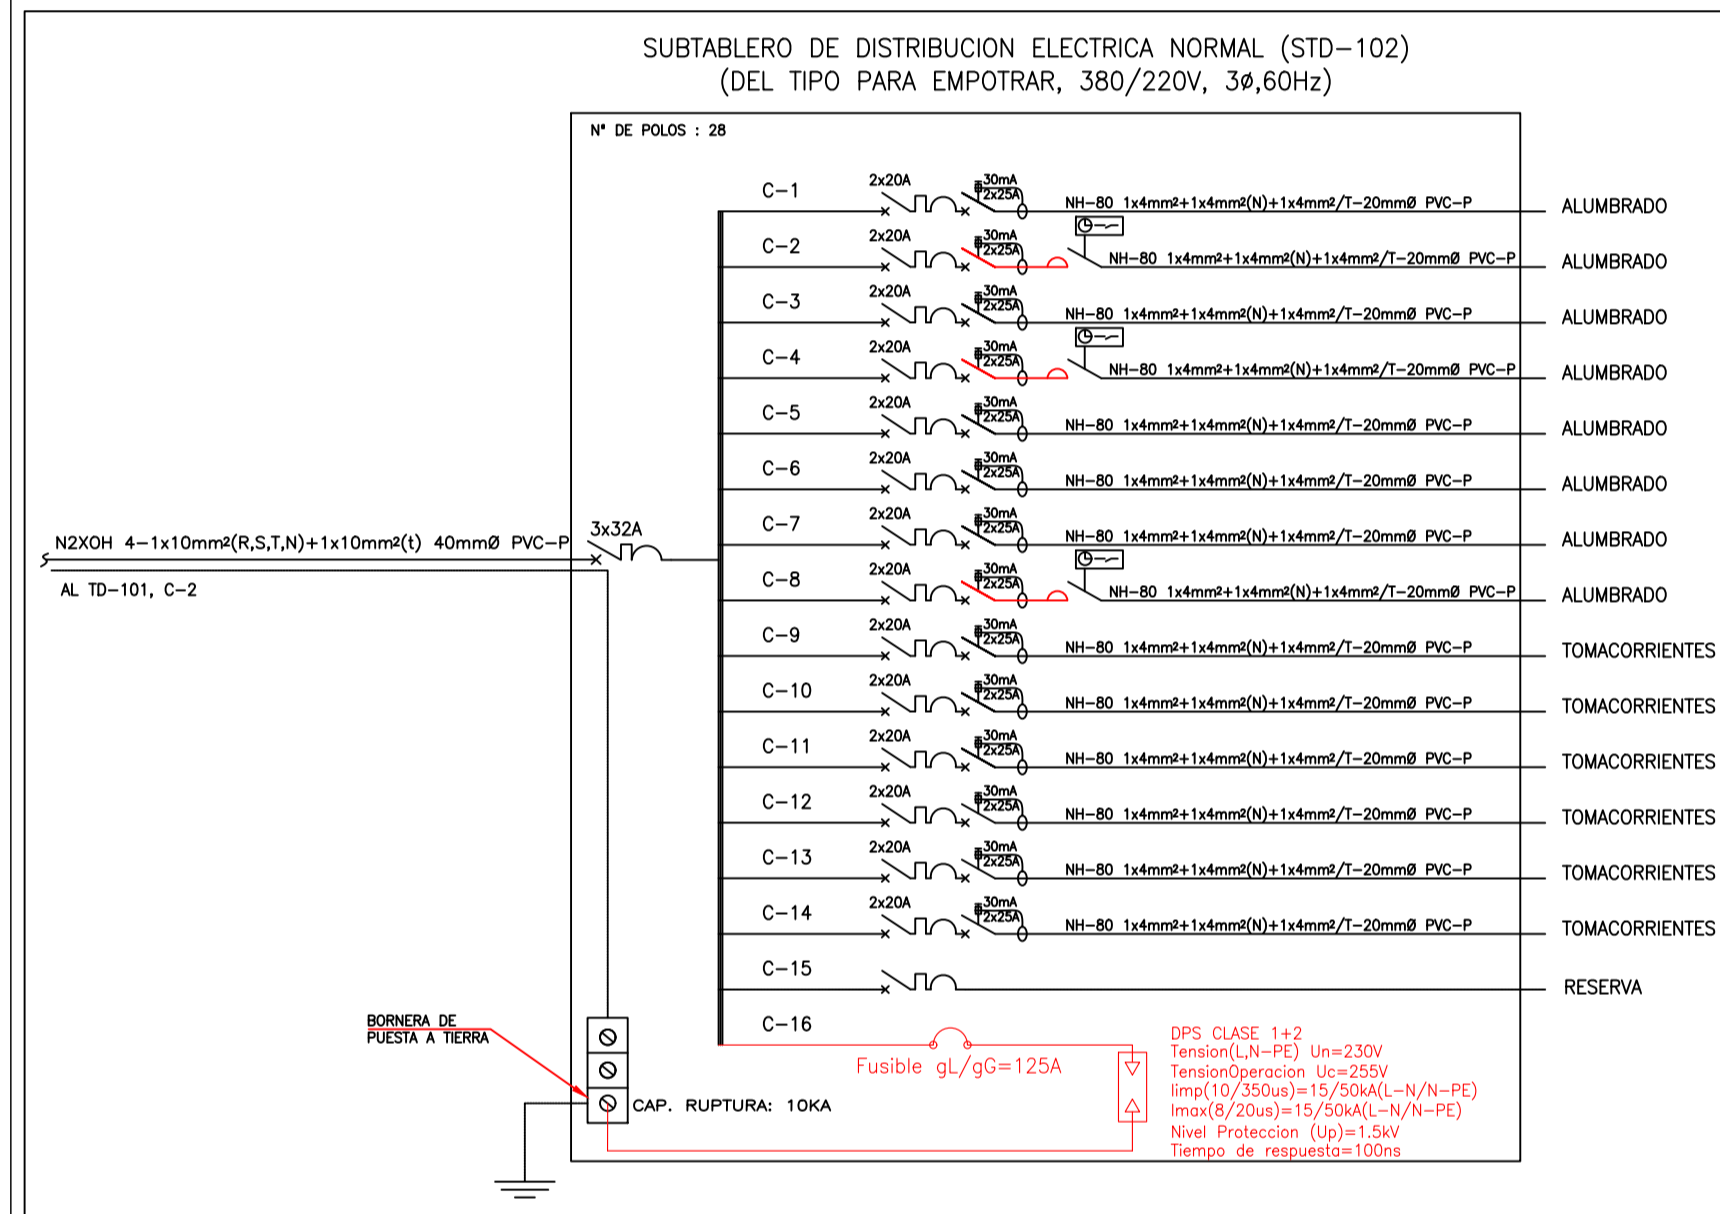 SUBTABLERO DE DISTRIBUCION ELECTRICA NORMAL (STD-102)
(DEL TIPO PARA EMPOTRAR, 380/220V, 3ø,60Hz)
N° DE POLOS : 28
C-1 2x20A 30mA 2x25A NH-80 1x4mm²+1x4mm²(N)+1x4mm²/T-20mmØ PVC-P ALUMBRADO
C-2 2x20A 30mA 2x25A NH-80 1x4mm²+1x4mm²(N)+1x4mm²/T-20mmØ PVC-P ALUMBRADO
C-3 2x20A 30mA 2x25A NH-80 1x4mm²+1x4mm²(N)+1x4mm²/T-20mmØ PVC-P ALUMBRADO
C-4 2x20A 30mA 2x25A NH-80 1x4mm²+1x4mm²(N)+1x4mm²/T-20mmØ PVC-P ALUMBRADO
C-5 2x20A 30mA 2x25A NH-80 1x4mm²+1x4mm²(N)+1x4mm²/T-20mmØ PVC-P ALUMBRADO
C-6 2x20A 30mA 2x25A NH-80 1x4mm²+1x4mm²(N)+1x4mm²/T-20mmØ PVC-P ALUMBRADO
C-7 2x20A 30mA 2x25A NH-80 1x4mm²+1x4mm²(N)+1x4mm²/T-20mmØ PVC-P ALUMBRADO
N2XOH 4-1x10mm²(R,S,T,N)+1x10mm²(t) 40mmØ PVC-P 3x32A
AL TD-101, C-2
C-8 2x20A 30mA 2x25A NH-80 1x4mm²+1x4mm²(N)+1x4mm²/T-20mmØ PVC-P ALUMBRADO
C-9 2x20A 30mA 2x25A NH-80 1x4mm²+1x4mm²(N)+1x4mm²/T-20mmØ PVC-P TOMACORRIENTES
C-10 2x20A 30mA 2x25A NH-80 1x4mm²+1x4mm²(N)+1x4mm²/T-20mmØ PVC-P TOMACORRIENTES
C-11 2x20A 30mA 2x25A NH-80 1x4mm²+1x4mm²(N)+1x4mm²/T-20mmØ PVC-P TOMACORRIENTES
C-12 2x20A 30mA 2x25A NH-80 1x4mm²+1x4mm²(N)+1x4mm²/T-20mmØ PVC-P TOMACORRIENTES
C-13 2x20A 30mA 2x25A NH-80 1x4mm²+1x4mm²(N)+1x4mm²/T-20mmØ PVC-P TOMACORRIENTES
C-14 2x20A 30mA 2x25A NH-80 1x4mm²+1x4mm²(N)+1x4mm²/T-20mmØ PVC-P TOMACORRIENTES
C-15 RESERVA
C-16
BORNERA DE
PUESTA A TIERRA
Fusible gL/gG=125A
CAP. RUPTURA: 10KA
DPS CLASE 1+2
Tension(L,N-PE) Un=230V
TensionOperacion Uc=255V
Iimp(10/350us)=15/50kA(L-N/N-PE)
Imax(8/20us)=15/50kA(L-N/N-PE)
Nivel Proteccion (Up)=1.5kV
Tiempo de respuesta=100ns